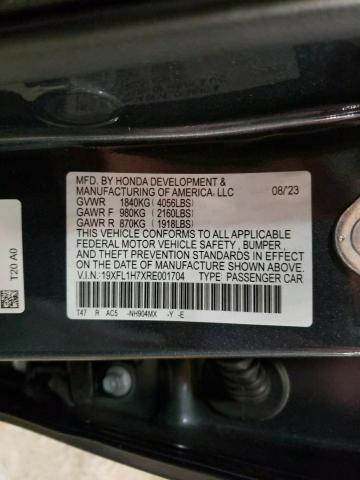 MFD. BY HONDA DEVELOPMENT &
MANUFACTURING OF AMERICA, LLC 08/23
GVWR 1840KG ( 4056LBS)
GAWR F 980KG ( 2160LBS)
GAWR R 870KG ( 1918LBS)
THIS VEHICLE CONFORMS TO ALL APPLICABLE
FEDERAL MOTOR VEHICLE SAFETY , BUMPER ,
AND THEFT PREVENTION STANDARDS IN EFFECT
ON THE DATE OF MANUFACTURE SHOWN ABOVE.
V.I.N.:19XFL1H7XRE001704 TYPE: PASSENGER CAR
T47 R AC5 -NH904MX -Y -E
T20 A0